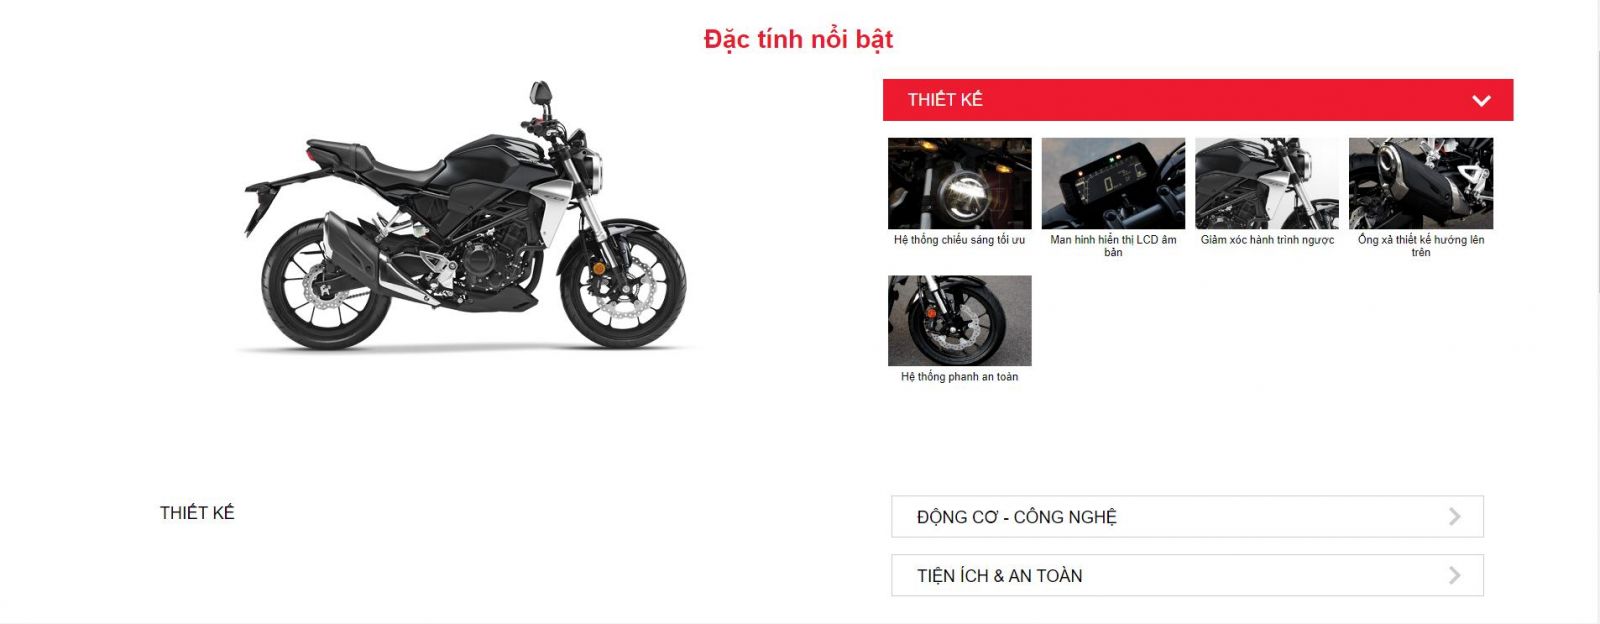 Đặc tính nổi bật
THIẾT KẾ
Hệ thống chiếu sáng tối ưu
Man hinh hiển thị LCD âm
bản
Giảm xóc hành trình ngược
Ống xả thiết kế hướng lên
trên
Hệ thống phanh an toàn
THIẾT KẾ
ĐỘNG CƠ - CÔNG NGHỆ
TIỆN ÍCH & AN TOÀN